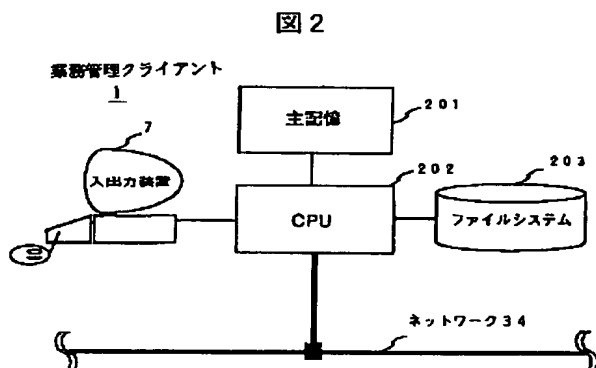 図2
業務管理クライアント
1
7
入出力装置
主記憶
201
202
CPU
203
ファイルシステム
ネットワーク34